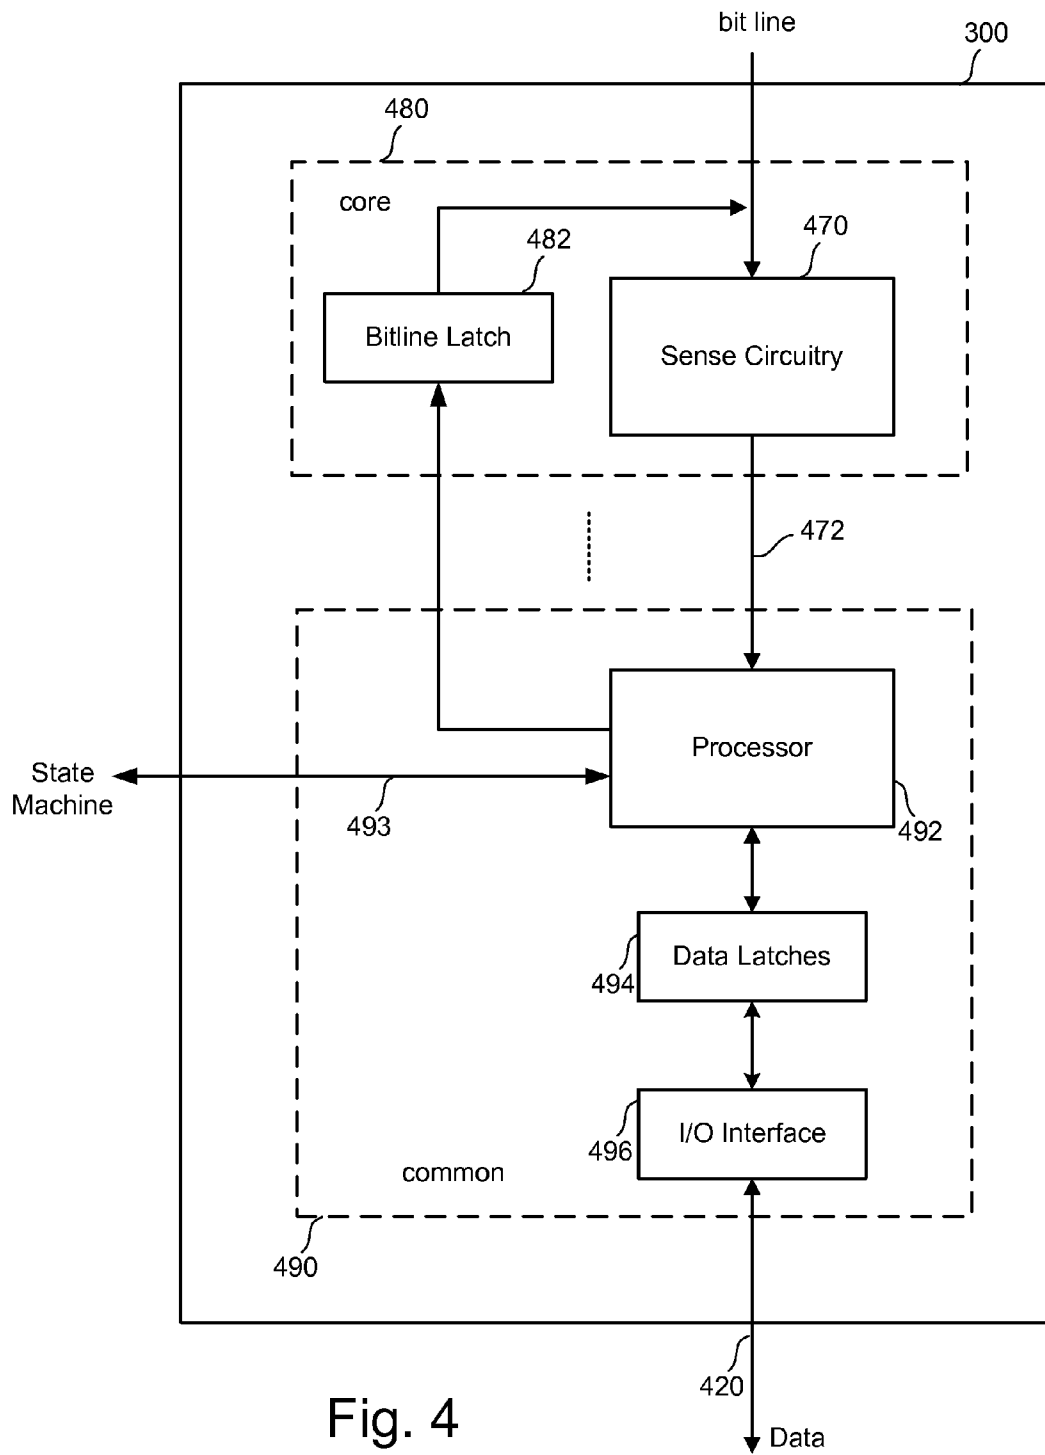 bit line
300
480
core
470
482
Bitline Latch
Sense Circuitry
472
Processor
State
Machine
493
492
Data Latches
494
I/O Interface
496
common
490
420
Fig. 4
Data